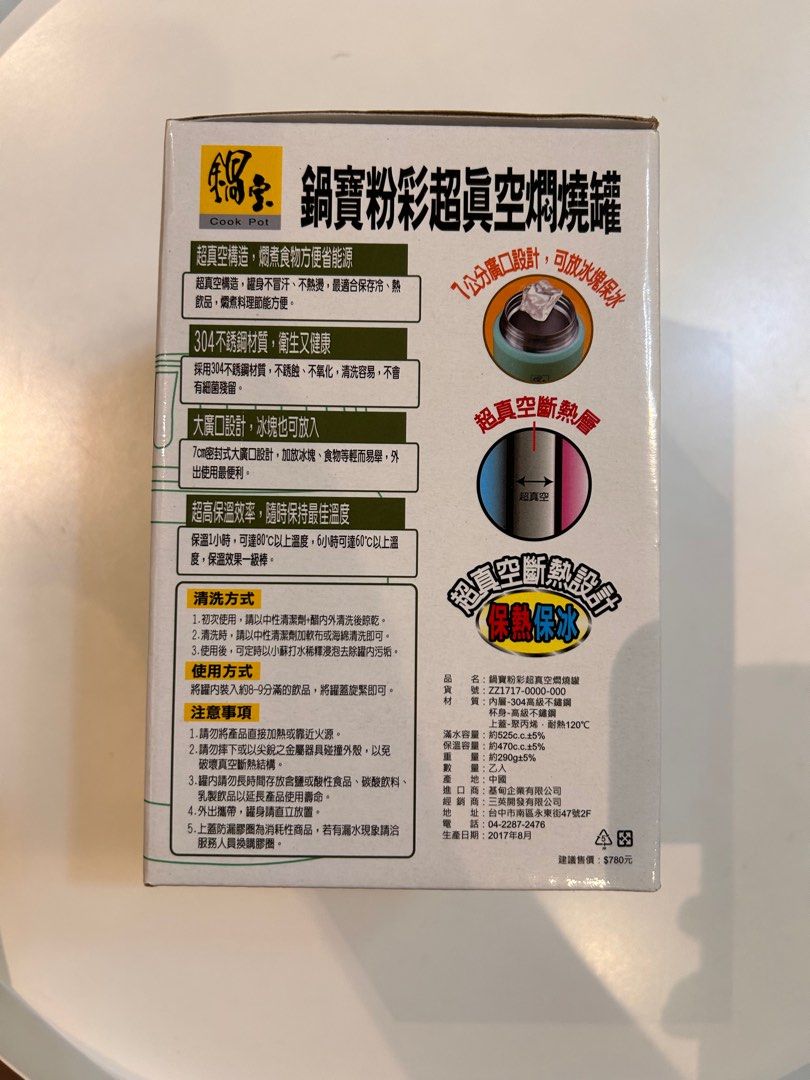 鍋宝
Cook Pot
鍋寶粉彩超真空燜燒罐
超真空構造，燜煮食物方便省能源
超真空構造，罐身不冒汗、不熱燙，最適合保存冷、熱
飲品，燜煮料理節能方便。
304不銹鋼材質，衛生又健康
採用304不銹鋼材質，不銹蝕、不氧化，清洗容易，不會
有細菌殘留。
大廣口設計，冰塊也可放入
7cm密封式大廣口設計，加放冰塊、食物等輕而易舉，外
出使用最便利。
超高保溫效率，隨時保持最佳溫度
保溫1小時，可達80℃以上溫度，6小時可達60℃以上溫
度，保溫效果一級棒。
清洗方式
1.初次使用，請以中性清潔劑+醋內外清洗後晾乾。
2.清洗時，請以中性清潔劑加軟布或海綿清洗即可。
3.使用後，可定時以小蘇打水稀釋浸泡去除罐內污垢。
使用方式
將罐內裝入約8-9分滿的飲品，將罐蓋旋緊即可。
注意事項
1.請勿將產品直接加熱或靠近火源。
2.請勿摔下或以尖銳之金屬器具碰撞外殼，以免
破壞真空斷熱結構。
3.罐內請勿長時間存放含鹽或酸性食品、碳酸飲料、
乳製飲品以延長產品使用壽命。
4.外出攜帶，罐身請直立放置。
5.上蓋防漏膠圈為消耗性商品，若有漏水現象請洽
服務人員換購膠圈。
7公分廣口設計，可放冰塊保冰
超真空斷熱層
超真空
超真空斷熱設計
保熱保冰
品名：鍋寶粉彩超真空燜燒罐
貨號：ZZ1717-0000-000
材質：內層-304高級不鏽鋼
杯身-高級不鏽鋼
上蓋-聚丙烯，耐熱120℃
滿水容量：約525c.c.±5%
保溫容量：約470c.c.±5%
重量：約290g±5%
數量：乙入
產地：中國
進口商：基甸企業有限公司
經銷商：三英開發有限公司
地址：台中市南區永東街47號2F
電話：04-2287-2476
生產日期：2017年8月
建議售價：$780元